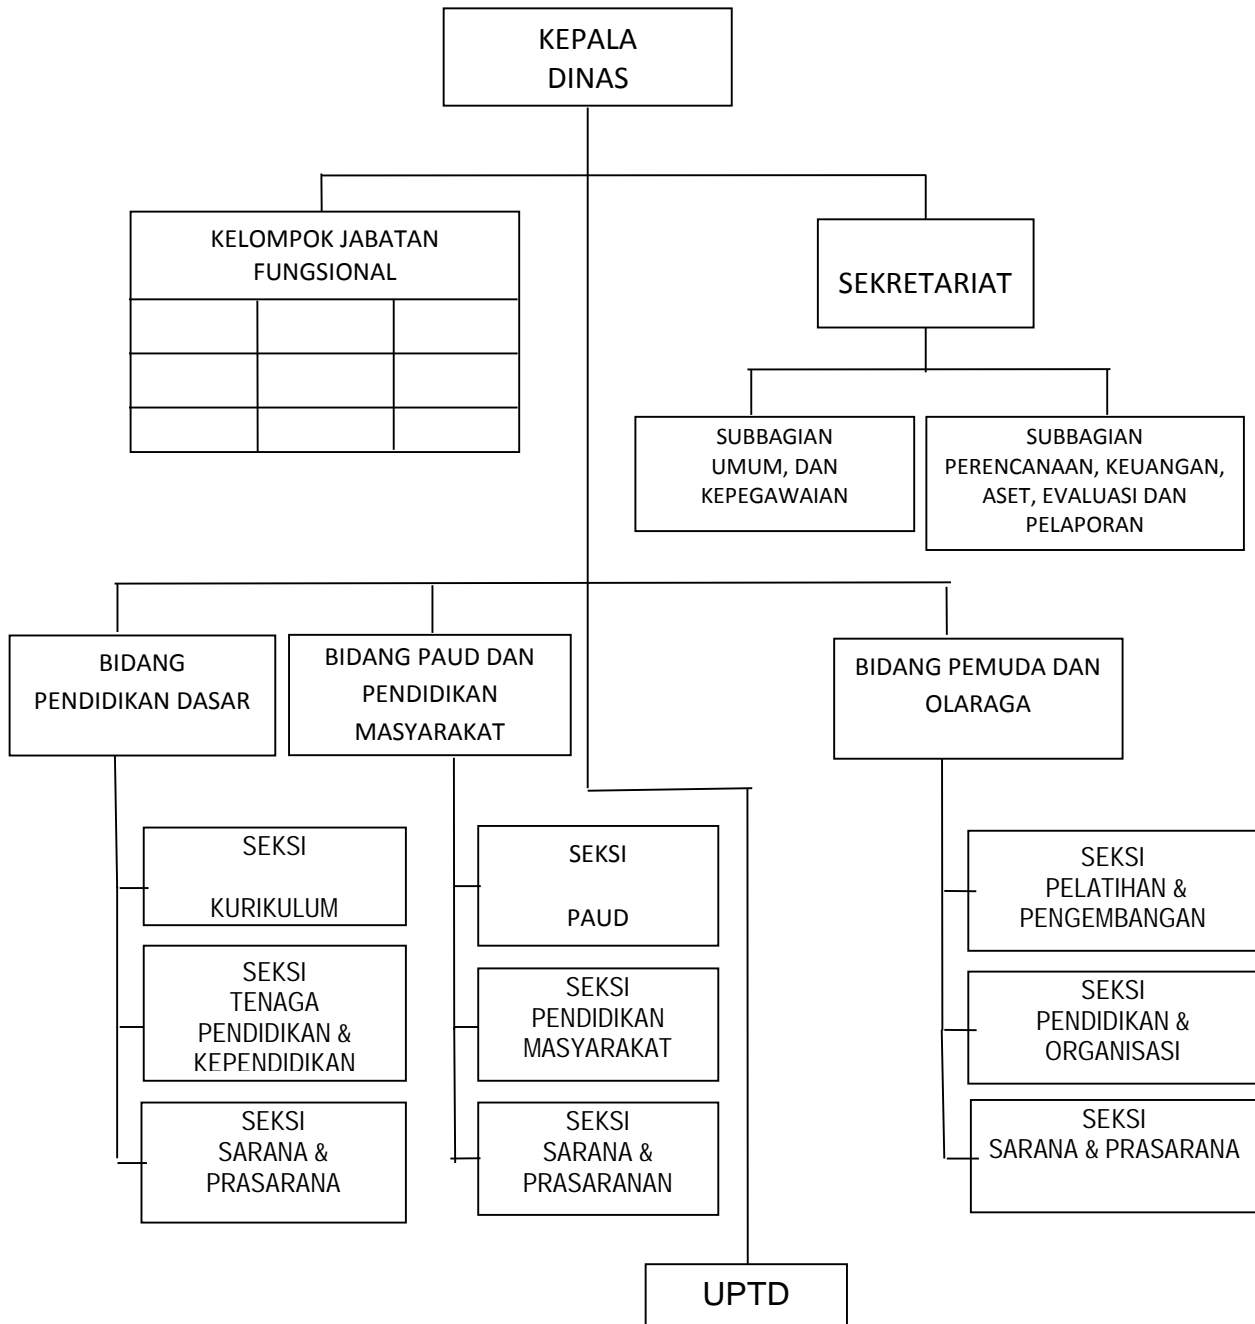 KEPALA
DINAS
KELOMPOK JABATAN
FUNGSIONAL
SEKRETARIAT
SUBBAGIAN
UMUM, DAN
KEPEGAWAIAN
SUBBAGIAN
PERENCANAAN, KEUANGAN,
ASET, EVALUASI DAN
PELAPORAN
BIDANG
PENDIDIKAN DASAR
BIDANG PAUD DAN
PENDIDIKAN
MASYARAKAT
BIDANG PEMUDA DAN
OLARAGA
SEKSI
KURIKULUM
SEKSI
TENAGA
PENDIDIKAN &
KEPENDIDIKAN
SEKSI
SARANA &
PRASARANA
SEKSI
PAUD
SEKSI
PENDIDIKAN
MASYARAKAT
SEKSI
SARANA &
PRASARANAN
SEKSI
PELATIHAN &
PENGEMBANGAN
SEKSI
PENDIDIKAN &
ORGANISASI
SEKSI
SARANA & PRASARANA
UPTD